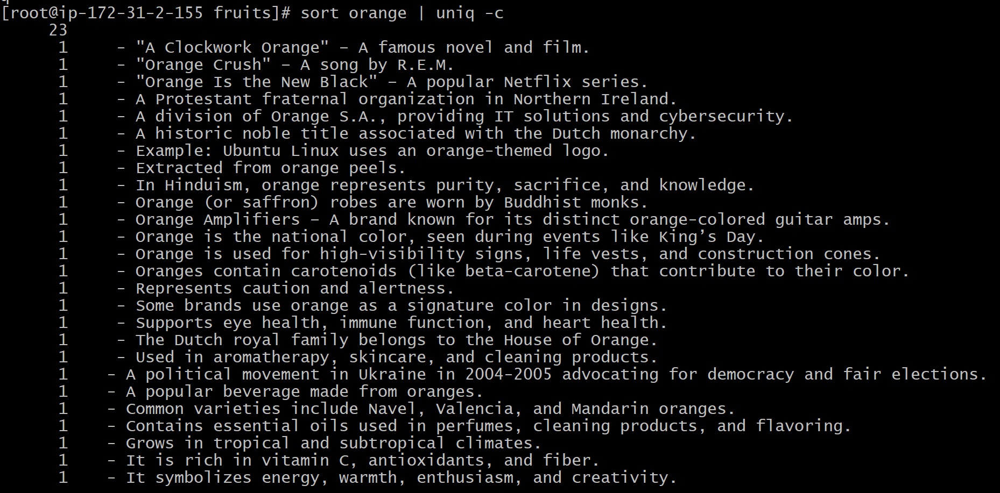 [root@ip-172-31-2-155 fruits]# sort orange | uniq -c
     23
      1     - "A Clockwork Orange" – A famous novel and film.
      1     - "Orange Crush" – A song by R.E.M.
      1     - "Orange Is the New Black" – A popular Netflix series.
      1     - A Protestant fraternal organization in Northern Ireland.
      1     - A division of Orange S.A., providing IT solutions and cybersecurity.
      1     - A historic noble title associated with the Dutch monarchy.
      1     - Example: Ubuntu Linux uses an orange-themed logo.
      1     - Extracted from orange peels.
      1     - In Hinduism, orange represents purity, sacrifice, and knowledge.
      1     - Orange (or saffron) robes are worn by Buddhist monks.
      1     - Orange Amplifiers – A brand known for its distinct orange-colored guitar amps.
      1     - Orange is the national color, seen during events like King’s Day.
      1     - Orange is used for high-visibility signs, life vests, and construction cones.
      1     - Oranges contain carotenoids (like beta-carotene) that contribute to their color.
      1     - Represents caution and alertness.
      1     - Some brands use orange as a signature color in designs.
      1     - Supports eye health, immune function, and heart health.
      1     - The Dutch royal family belongs to the House of Orange.
      1     - Used in aromatherapy, skincare, and cleaning products.
      1    - A political movement in Ukraine in 2004-2005 advocating for democracy and fair elections.
      1    - A popular beverage made from oranges.
      1    - Common varieties include Navel, Valencia, and Mandarin oranges.
      1    - Contains essential oils used in perfumes, cleaning products, and flavoring.
      1    - Grows in tropical and subtropical climates.
      1    - It is rich in vitamin C, antioxidants, and fiber.
      1    - It symbolizes energy, warmth, enthusiasm, and creativity.